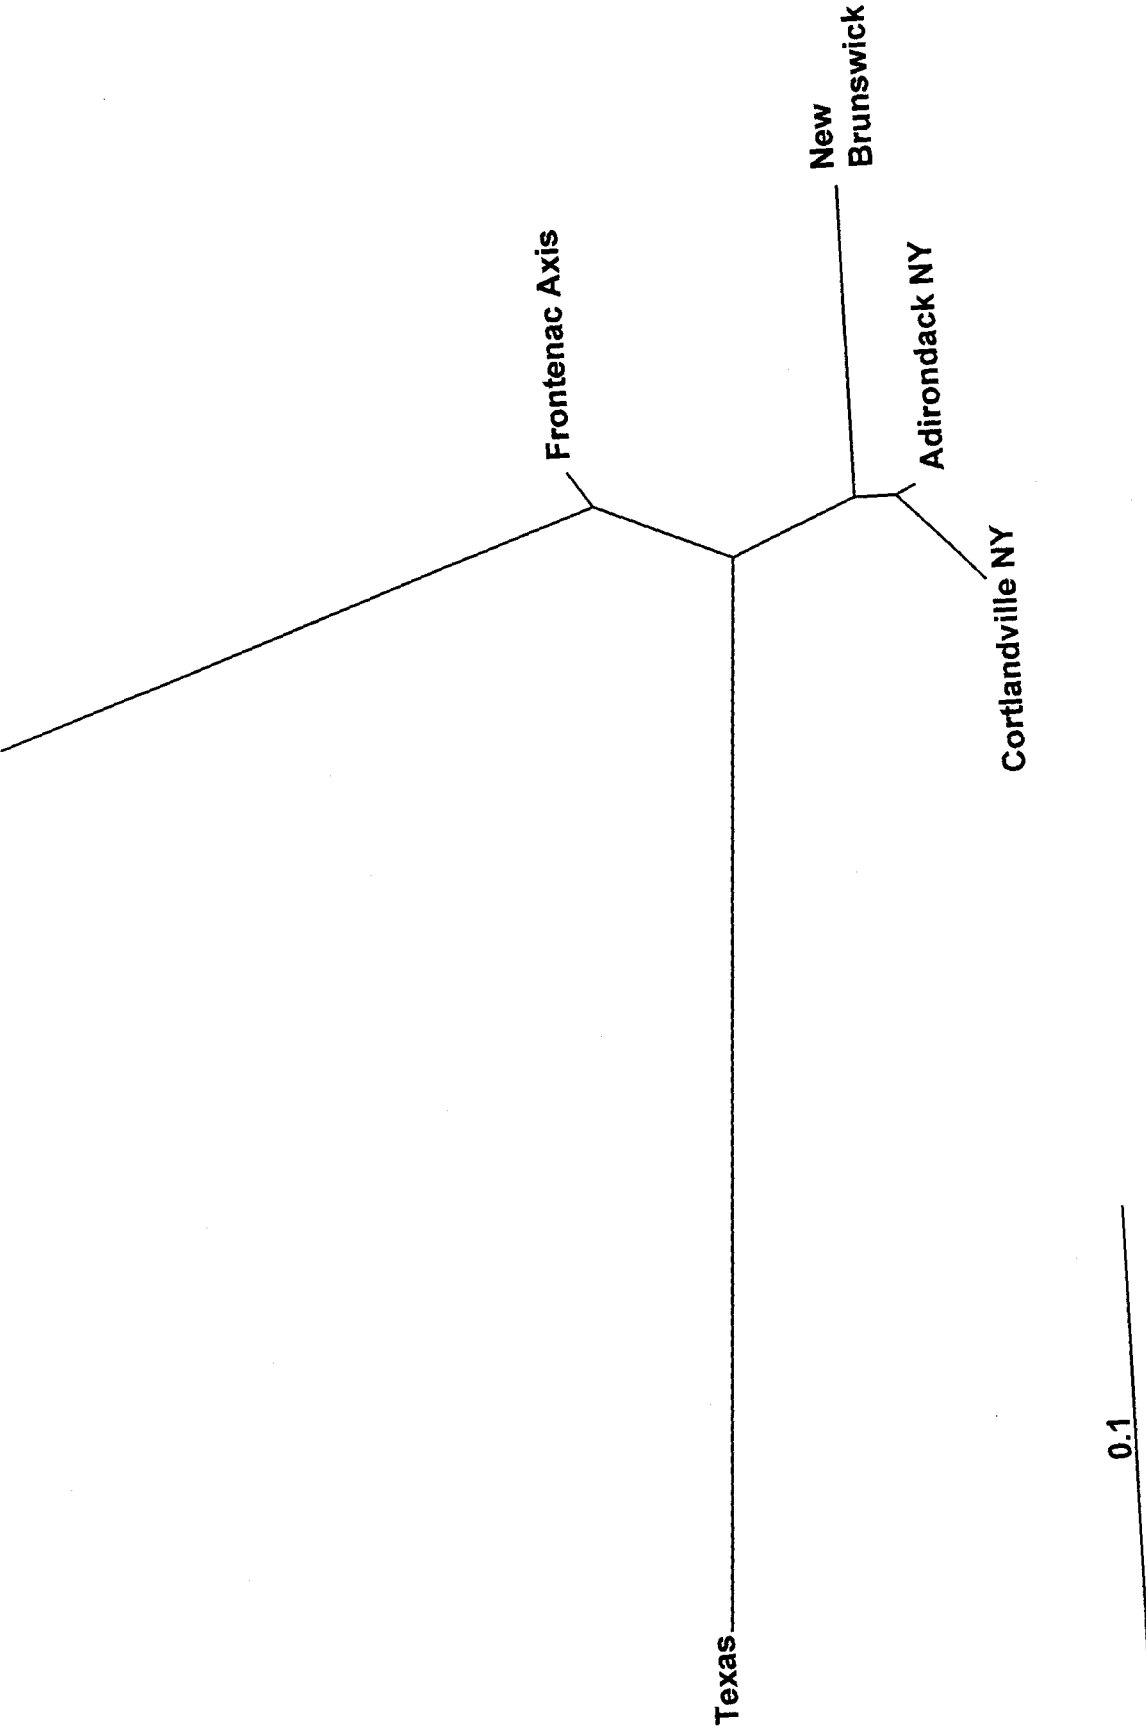 New
Brunswick
Frontenac Axis
Adirondack NY
Cortlandville NY
Texas
0.1